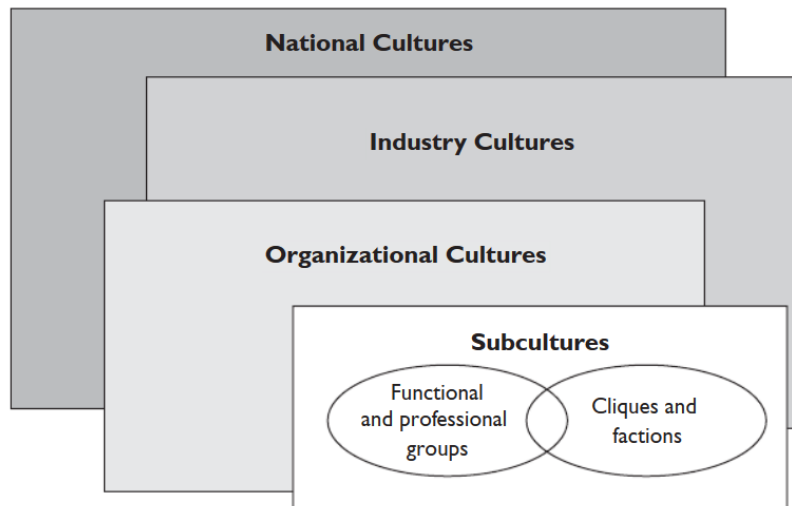 National Cultures
Industry Cultures
Organizational Cultures
Subcultures
Functional
and professional
groups
Cliques and
factions